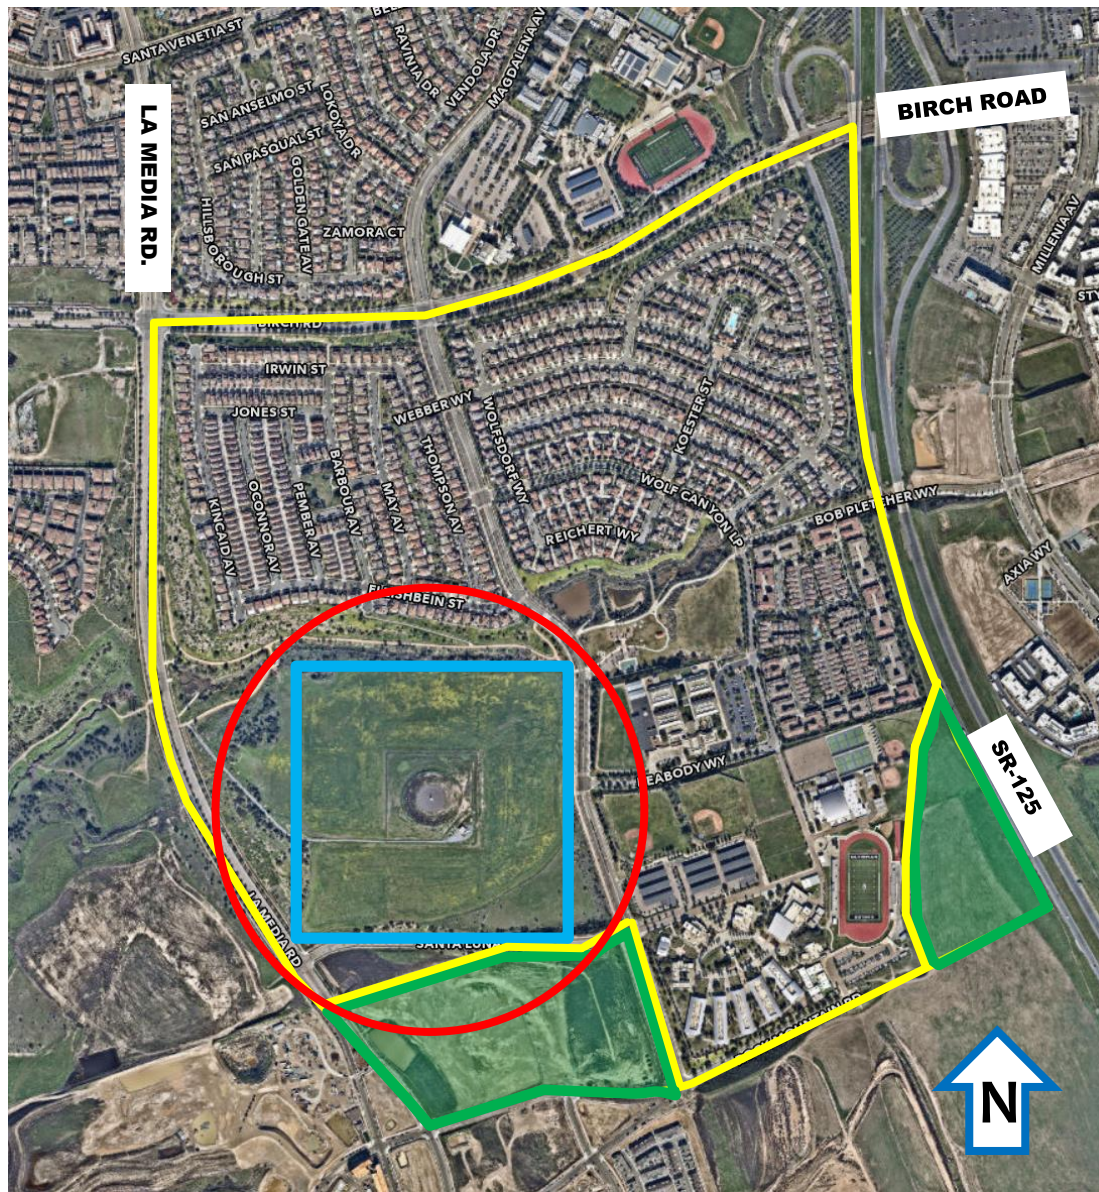 SANTA VENETIA ST
RAVINIA DR
VENDOLA DR
MAGDALENA AV
SAN ANSELMO ST
LOKOYA DR
SAN PASQUAL ST
GOLDEN GATE AV
HILLSBOROUGH ST
ZAMORA CT
LA MEDIA RD.
BIRCH ROAD
MILLENIA AV
BIRCH RD
IRWIN ST
JONES ST
WEBBER WY
WOLFSDORF WY
KOESTER ST
KINCAID AV
OCONNOR AV
PEMBER AV
BARBOUR AV
MAY AV
THOMPSON AV
WOLF CANYON LP
REICHERT WY
BOB PLETCHER WY
AXIA WY
FLEISHBEIN ST
PEABODY WY
SR-125
LA MEDIA RD
SANTA LUNA
N